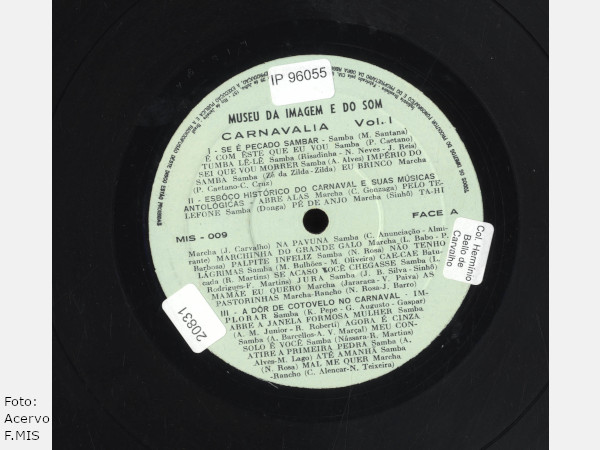 IP 96055
MUSEU DA IMAGEM E DO SOM
CARNAVALIA Vol. I
I - SE É PECADO SAMBAR - Samba (M. Santana)
É COM ÊSTE QUE EU VOU Samba (P. Caetano)
TUMBA LÊ-LÊ Samba (Risadinha - N. Neves - J. Reis)
SEI QUE VOU MORRER Samba (A. Alves) IMPÉRIO DO
SAMBA Samba (Zé da Zilda - Zilda) EU BRINCO Marcha
(P. Caetano-C. Cruz)
II - ESBÔCO HISTÓRICO DO CARNAVAL E SUAS MÚSICAS
ANTOLÓGICAS - ABRE ALAS Marcha (C. Gonzaga) PELO TE-
LEFONE Samba (Donga) PÉ DE ANJO Marcha (Sinhô) TA-HI
FACE A
MIS - 009
Marcha (J. Carvalho) NA PAVUNA Samba (C. Anunciação - Almi-
rante) MARCHINHA DO GRANDE GALO Marcha (L. Babo - P.
Barbosa) PALPITE INFELIZ Samba (N. Rosa) NÃO TENHO
LÁGRIMAS Samba (M. Bulhões - M. Oliveira) CAE-CAE Batu-
cada (R. Martins) SE ACASO VOCÊ CHEGASSE Samba (L.
Rodrigues-F. Martins) JURA Samba (J. B. Silva - Sinhô)
MAMÃE EU QUERO Marcha (Jararaca - V. Paiva) AS
PASTORINHAS Marcha-Rancho (N. Rosa-J. Barro)
III - A DÔR DE COTOVELO NO CARNAVAL - IM-
PLORAR Samba (K. Pepe - G. Augusto - Gaspar)
ABRE A JANELA FORMOSA MULHER Samba
(A. M. Junior - R. Roberti) AGORA É CINZA
Samba (A. Barcellos-A. V. Marçal) MEU CON-
SOLO É VOCÊ Samba (Nássara-R. Martins)
ATIRE A PRIMEIRA PEDRA Samba (A.
Alves-M. Lago) ATÉ AMANHÃ Samba
(N. Rosa) MAL ME QUER Marcha
-Rancho (C. Alencar-N. Teixeira)
Col. Hermínio
Bello de
Carvalho
20831
Foto:
Acervo
F.MIS